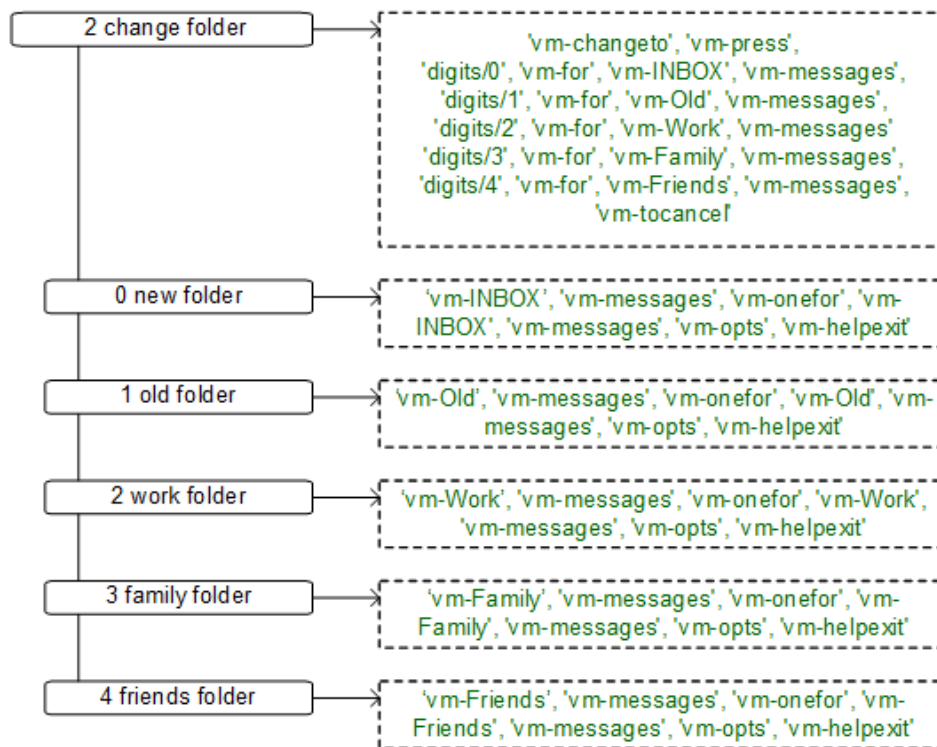 2 change folder
'vm-changeto', 'vm-press',
'digits/0', 'vm-for', 'vm-INBOX', 'vm-messages',
'digits/1', 'vm-for', 'vm-Old', 'vm-messages',
'digits/2', 'vm-for', 'vm-Work', 'vm-messages'
'digits/3', 'vm-for', 'vm-Family', 'vm-messages',
'digits/4', 'vm-for', 'vm-Friends', 'vm-messages',
'vm-tocancel'
0 new folder
‘vm-INBOX’, 'vm-messages', 'vm-onefor', 'vm-
INBOX', 'vm-messages', 'vm-opts', 'vm-helpexit'
1 old folder
'vm-Old', 'vm-messages', 'vm-onefor', 'vm-Old', 'vm-
messages', 'vm-opts', 'vm-helpexit'
2 work folder
‘vm-Work’, 'vm-messages', 'vm-onefor', 'vm-Work',
'vm-messages', 'vm-opts', 'vm-helpexit'
3 family folder
‘vm-Family’, 'vm-messages', 'vm-onefor', 'vm-
Family', 'vm-messages', 'vm-opts', 'vm-helpexit'
4 friends folder
‘vm-Friends’, 'vm-messages', 'vm-onefor', 'vm-
Friends', 'vm-messages', 'vm-opts', 'vm-helpexit'